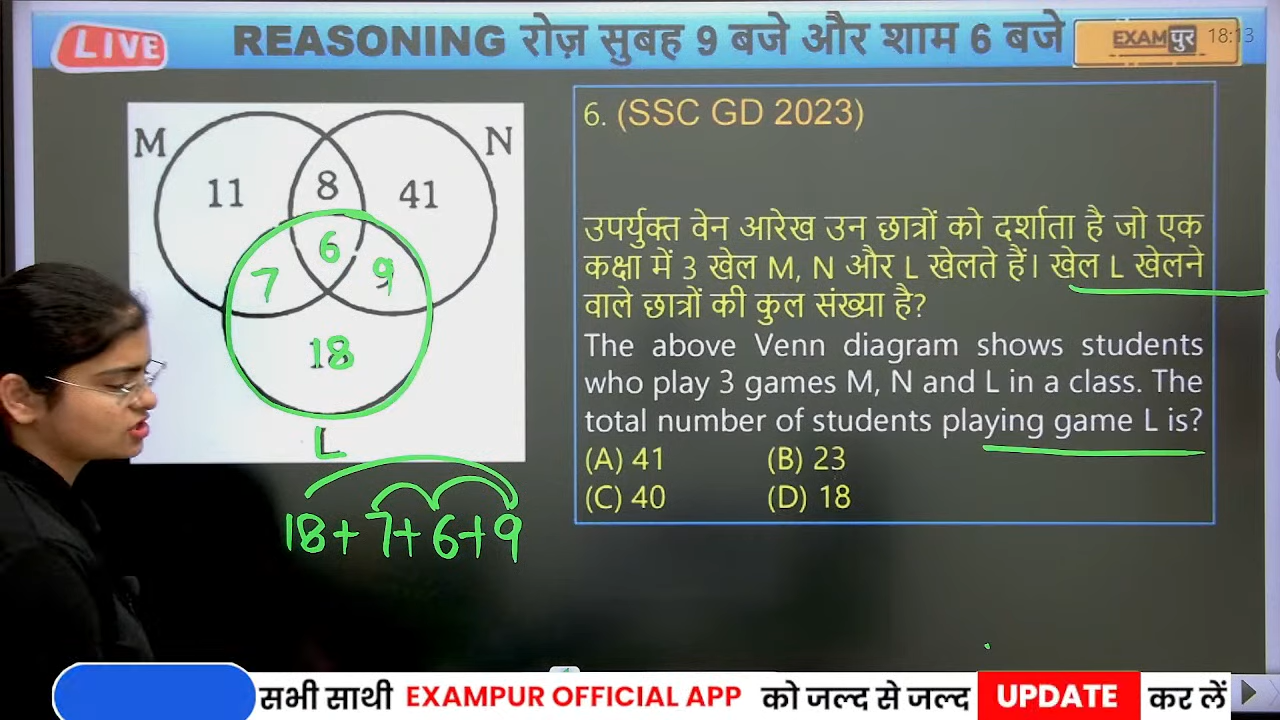 LIVE
REASONING रोज़ सुबह 9 बजे और शाम 6 बजे
EXAMपुर
18:13
M
N
11
8
41
6
7
9
18
L
18+7+6+9
6. (SSC GD 2023)
उपर्युक्त वेन आरेख उन छात्रों को दर्शाता है जो एक
कक्षा में 3 खेल M, N और L खेलते हैं। खेल L खेलने
वाले छात्रों की कुल संख्या है?
The above Venn diagram shows students
who play 3 games M, N and L in a class. The
total number of students playing game L is?
(A) 41 (B) 23
(C) 40 (D) 18
सभी साथी EXAMPUR OFFICIAL APP को जल्द से जल्द UPDATE कर लें